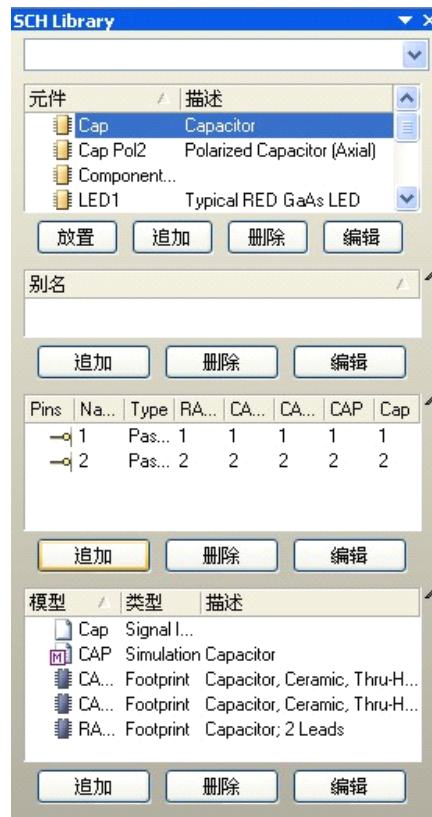 SCH Library
元件 描述
Cap Capacitor
Cap Pol2 Polarized Capacitor (Axial)
Component...
LED1 Typical RED GaAs LED
放置 追加 删除 编辑
别名
追加 删除 编辑
Pins Na... Type RA... CA... CA... CAP Cap
1 Pas... 1 1 1 1 1
2 Pas... 2 2 2 2 2
追加 删除 编辑
模型 类型 描述
Cap Signal I...
M CAP Simulation Capacitor
CA... Footprint Capacitor, Ceramic, Thru-H...
CA... Footprint Capacitor, Ceramic, Thru-H...
RA... Footprint Capacitor; 2 Leads
追加 删除 编辑